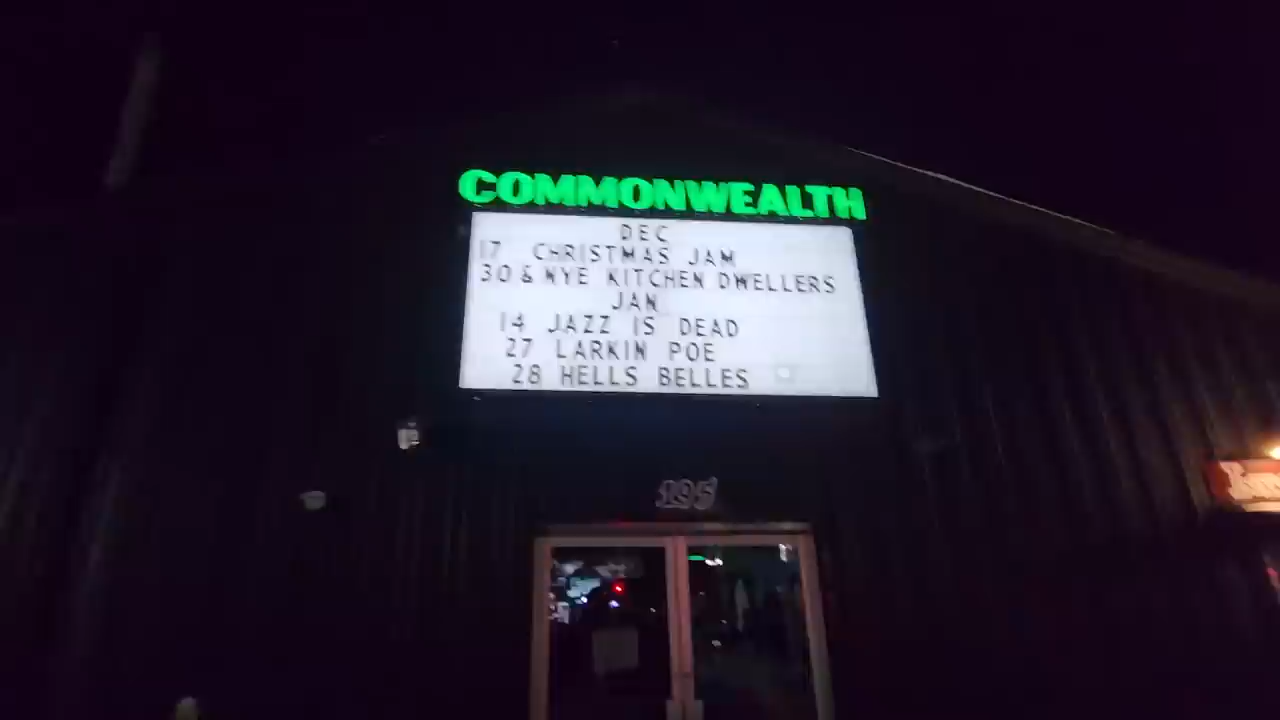 COMMONWEALTH
DEC
17 CHRISTMAS JAM
30 & NYE KITCHEN DWELLERS
JAN
14 JAZZ IS DEAD
27 LARKIN POE
28 HELLS BELLES
195